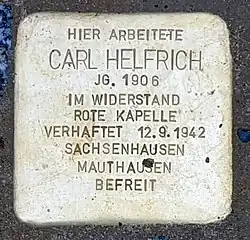 HIER ARBEITETE
CARL HELFRICH
JG. 1906
IM WIDERSTAND
ROTE KAPELLE
VERHAFTET 12.9.1942
SACHSENHAUSEN
MAUTHAUSEN
BEFREIT